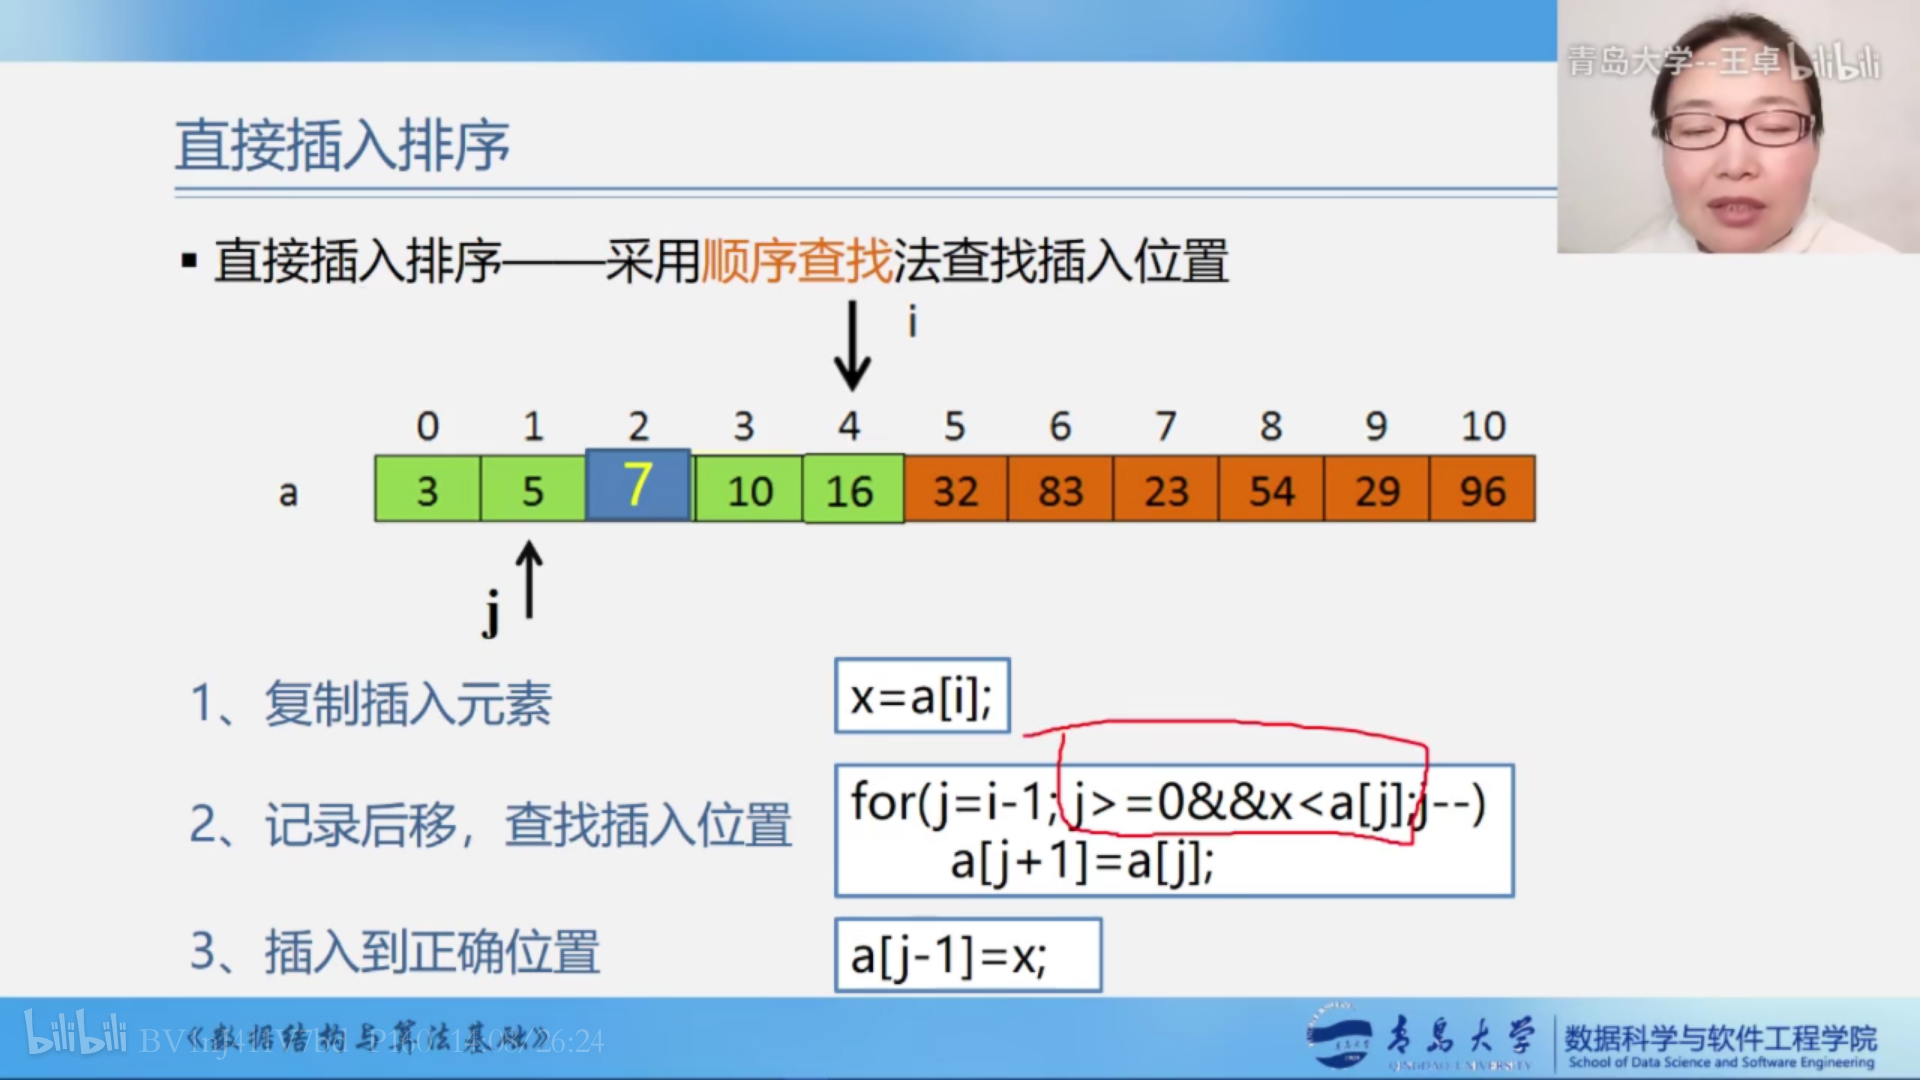 青岛大学--王卓 bilibili
直接插入排序
▪ 直接插入排序——采用顺序查找法查找插入位置
i
0 1 2 3 4 5 6 7 8 9 10
a 3 5 7 10 16 32 83 23 54 29 96
j
1、复制插入元素 x=a[i];
2、记录后移，查找插入位置 for(j=i-1; j>=0&&x<a[j];j--)
a[j+1]=a[j];
3、插入到正确位置 a[j-1]=x;
bilibili
《数据结构与算法基础》
26:24
青岛大学
QINGDAO UNIVERSITY
数据科学与软件工程学院
School of Data Science and Software Engineering